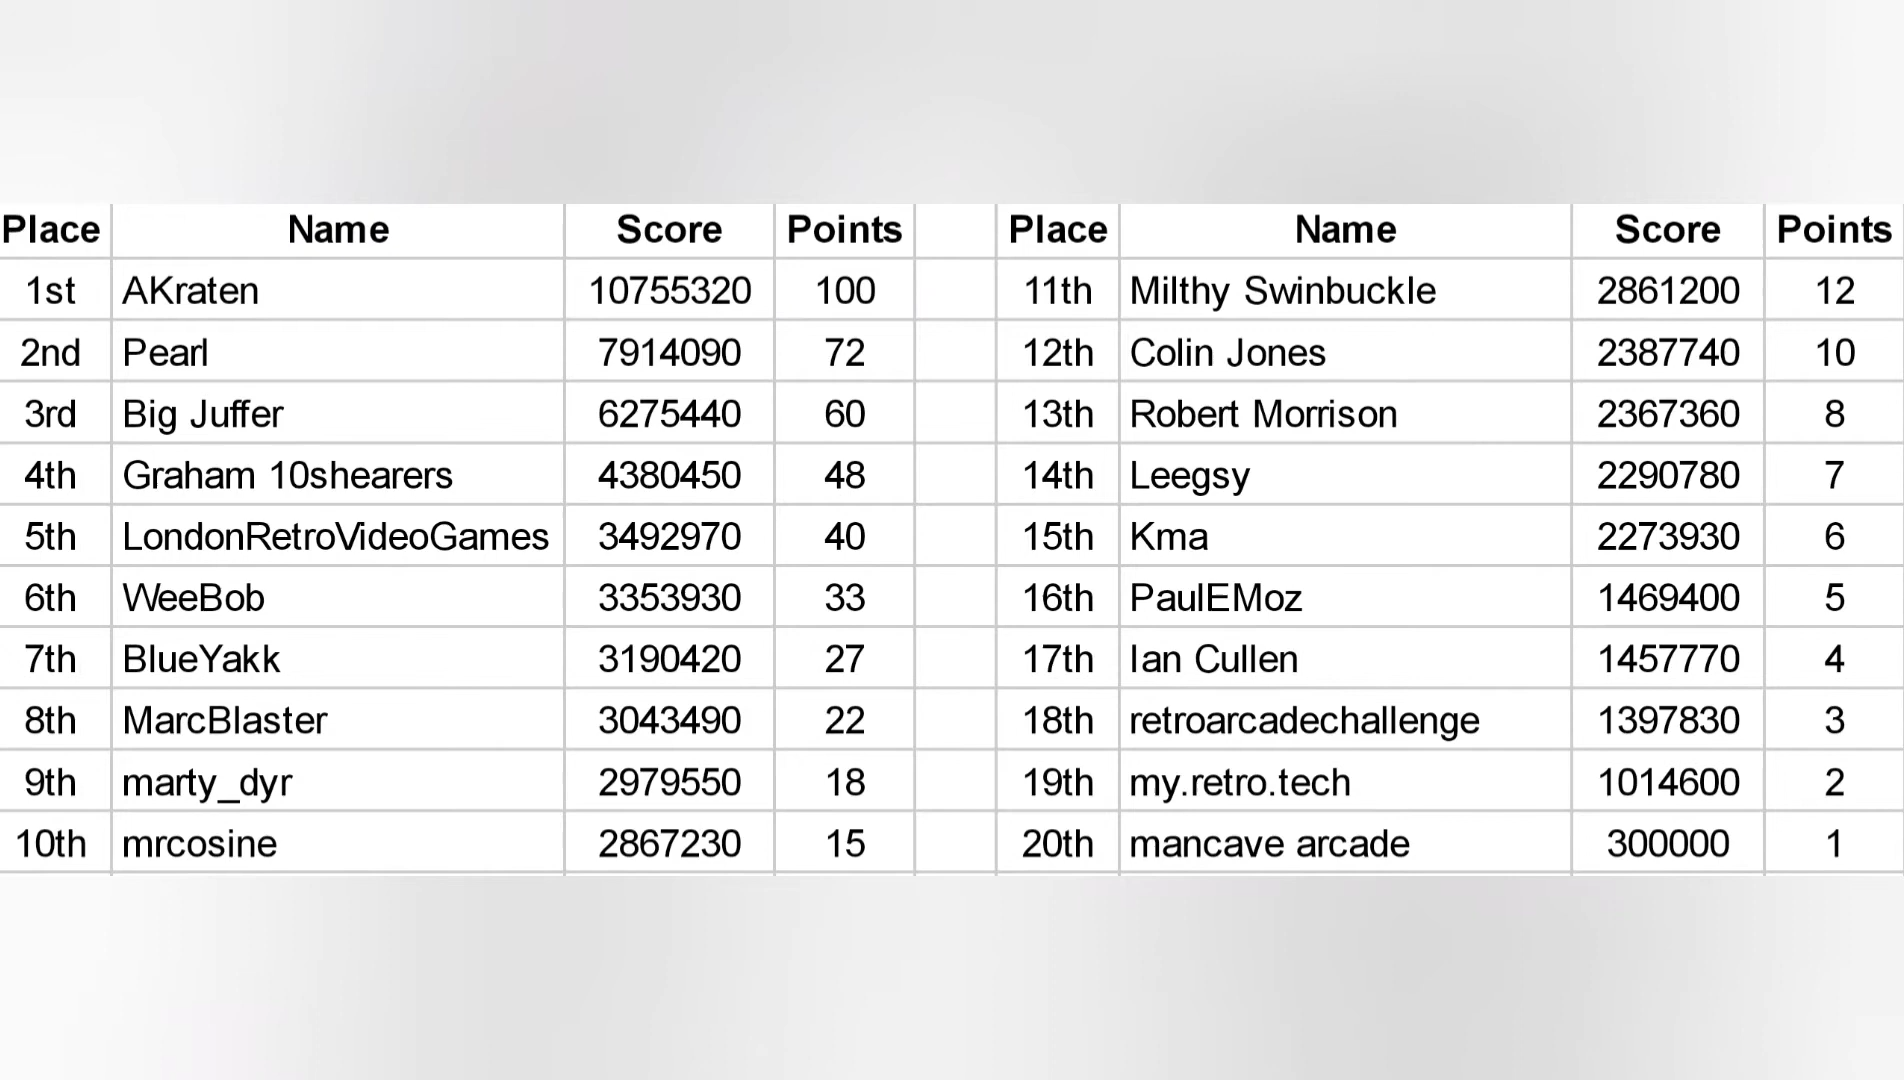 Place Name Score Points Place Name Score Points
1st AKraten 10755320 100 11th Milthy Swinbuckle 2861200 12
2nd Pearl 7914090 72 12th Colin Jones 2387740 10
3rd Big Juffer 6275440 60 13th Robert Morrison 2367360 8
4th Graham 10shearers 4380450 48 14th Leegsy 2290780 7
5th LondonRetroVideoGames 3492970 40 15th Kma 2273930 6
6th WeeBob 3353930 33 16th PaulEMoz 1469400 5
7th BlueYakk 3190420 27 17th Ian Cullen 1457770 4
8th MarcBlaster 3043490 22 18th retroarcadechallenge 1397830 3
9th marty_dyr 2979550 18 19th my.retro.tech 1014600 2
10th mrcosine 2867230 15 20th mancave arcade 300000 1